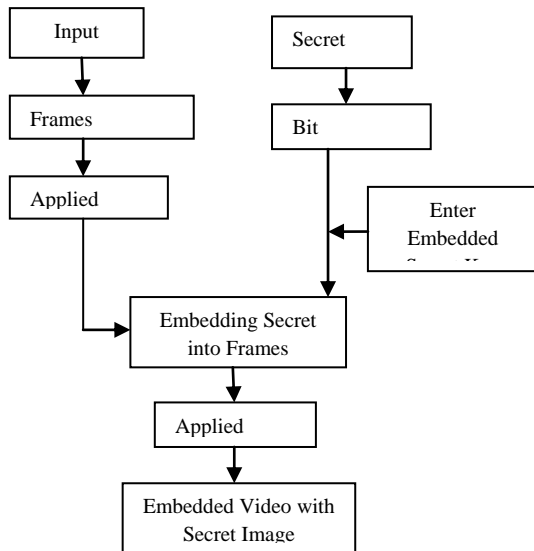 Input
Secret
Frames
Bit
Applied
Enter
Embedded
Embedding Secret
into Frames
Applied
Embedded Video with
Secret Image